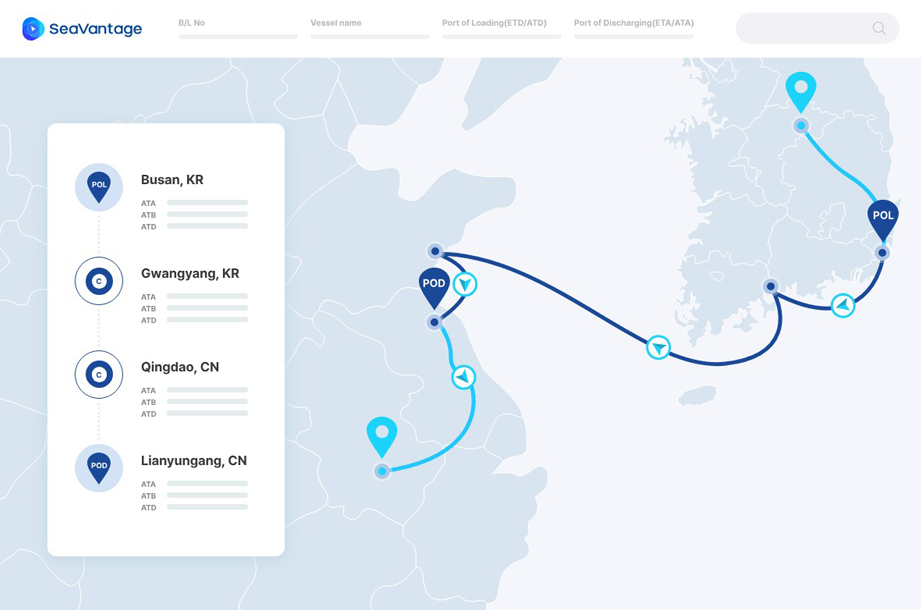 SeaVantage
B/L No
Vessel name
Port of Loading(ETD/ATD)
Port of Discharging(ETA/ATA)
POL
Busan, KR
ATA
ATB
ATD
C
Gwangyang, KR
ATA
ATB
ATD
C
Qingdao, CN
ATA
ATB
ATD
POD
Lianyungang, CN
ATA
ATB
ATD
POD
POL